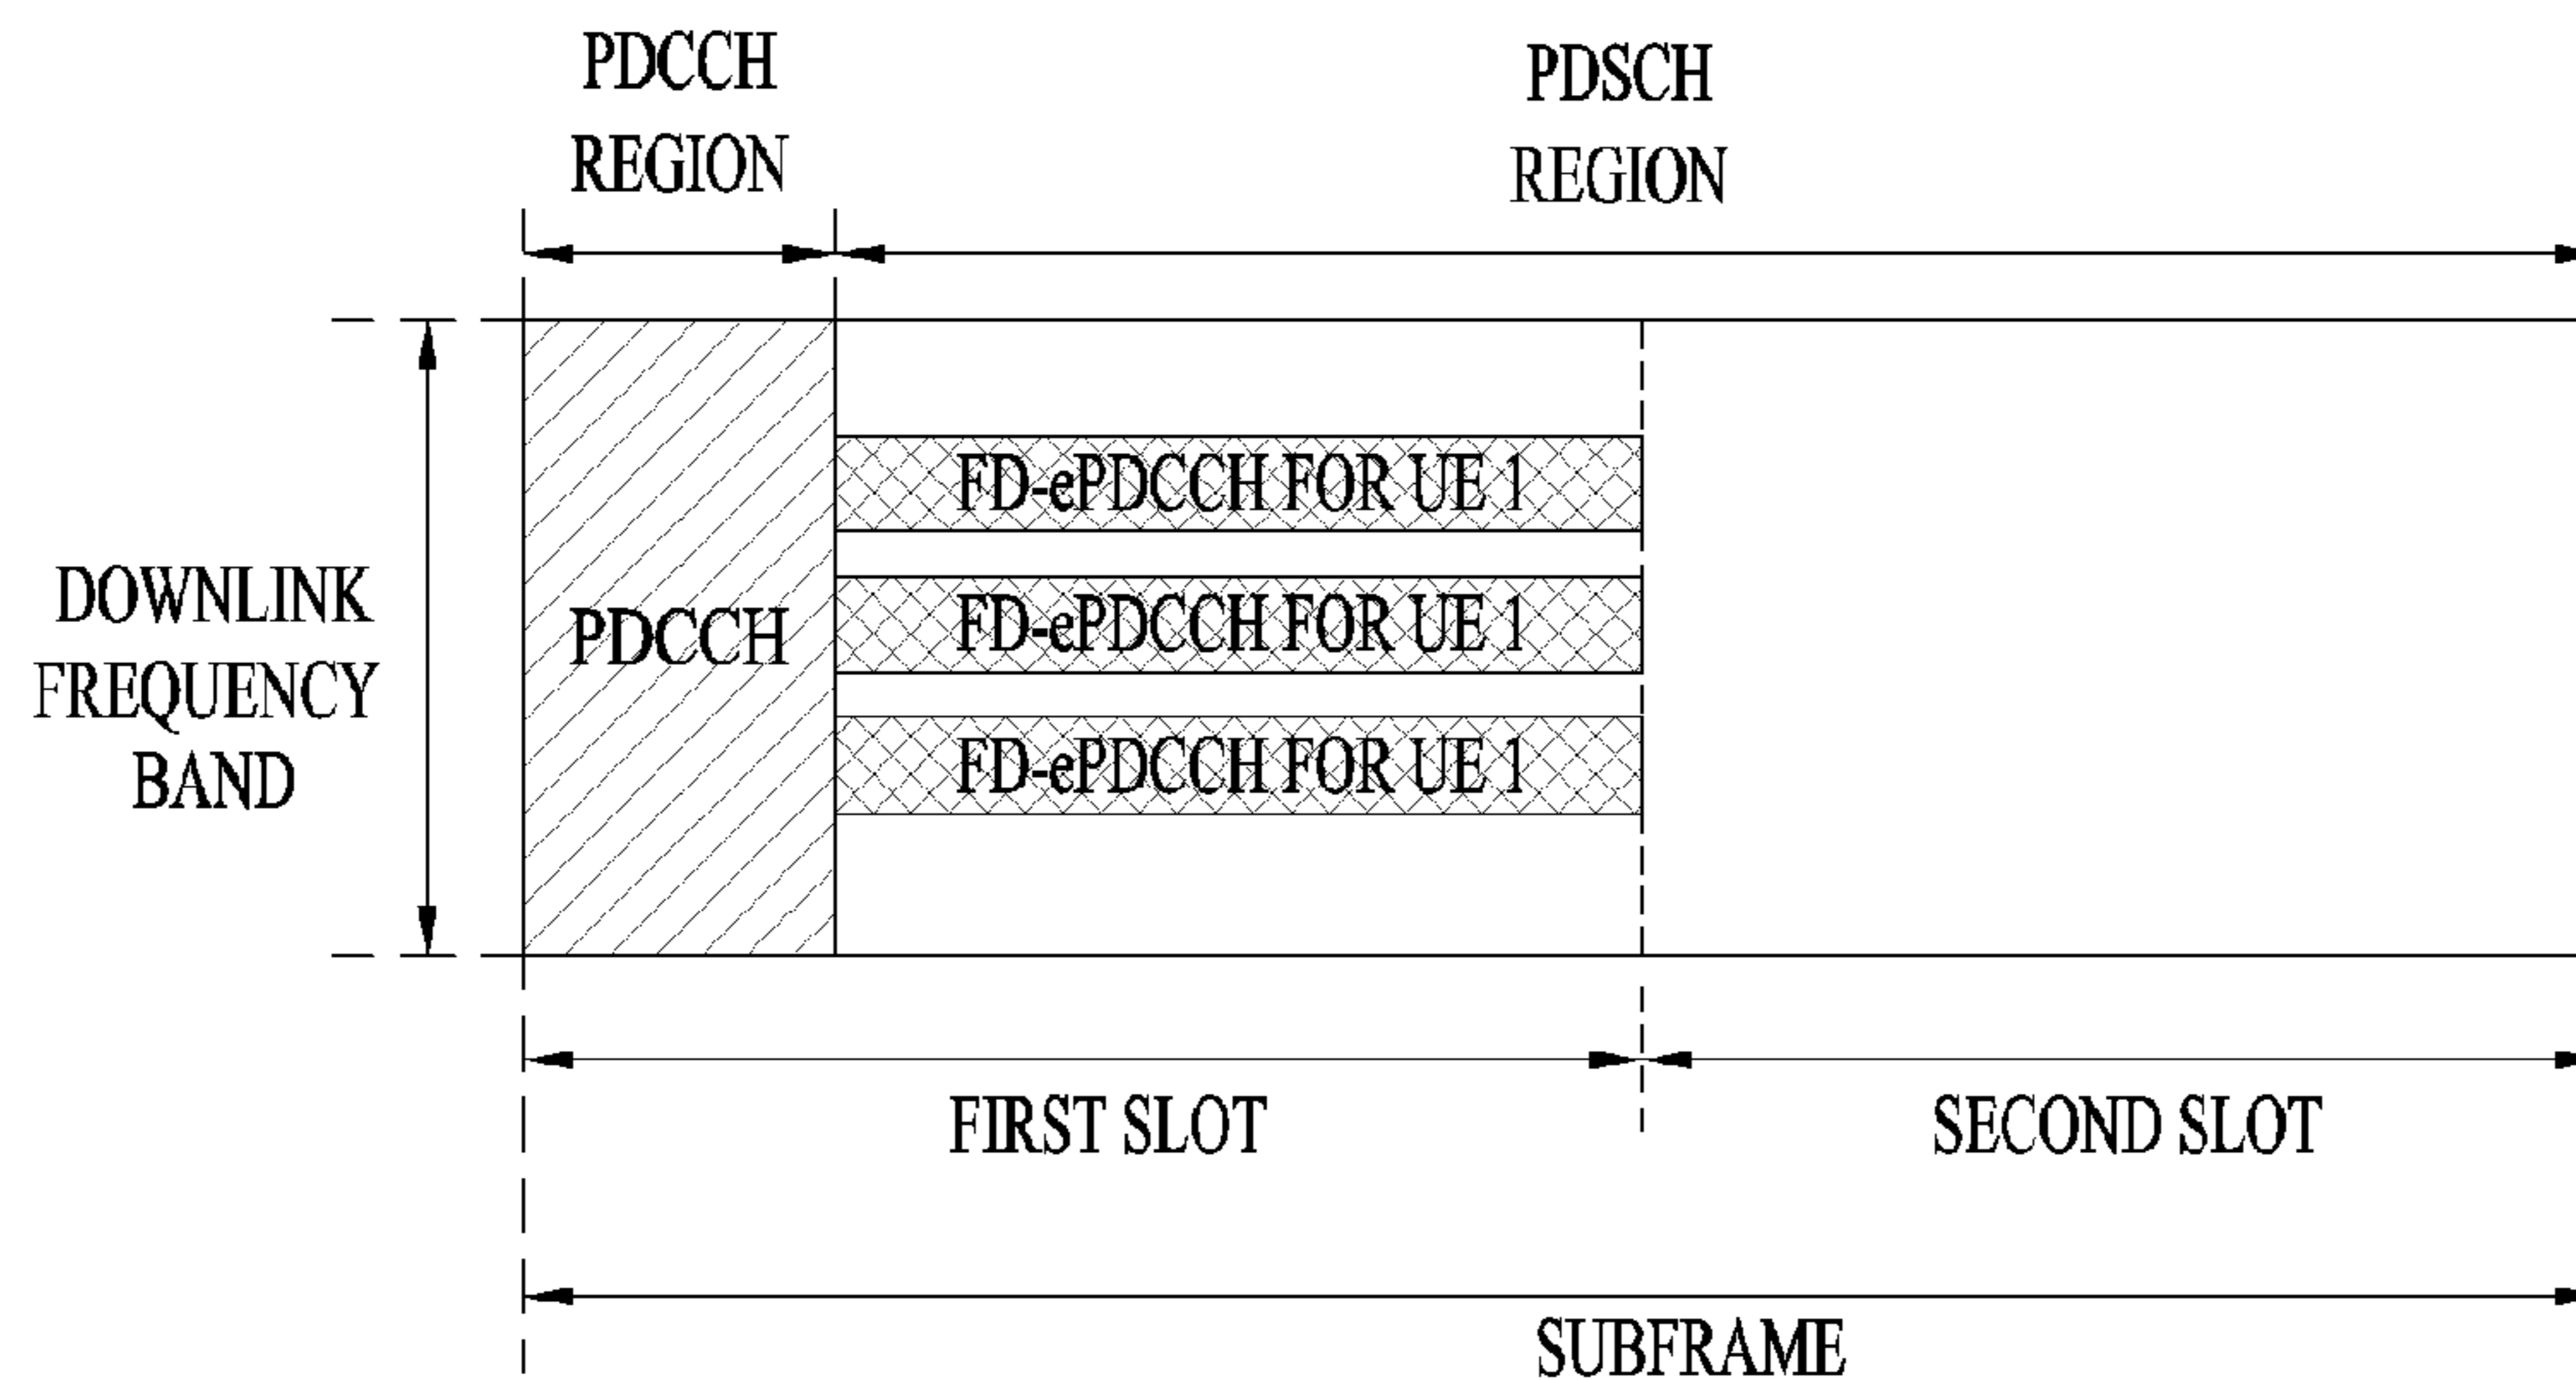 PDCCH
REGION
PDSCH
REGION
DOWNLINK
FREQUENCY
BAND
PDCCH
FD-ePDCCH FOR UE 1
FD-ePDCCH FOR UE 1
FD-ePDCCH FOR UE 1
FIRST SLOT
SECOND SLOT
SUBFRAME